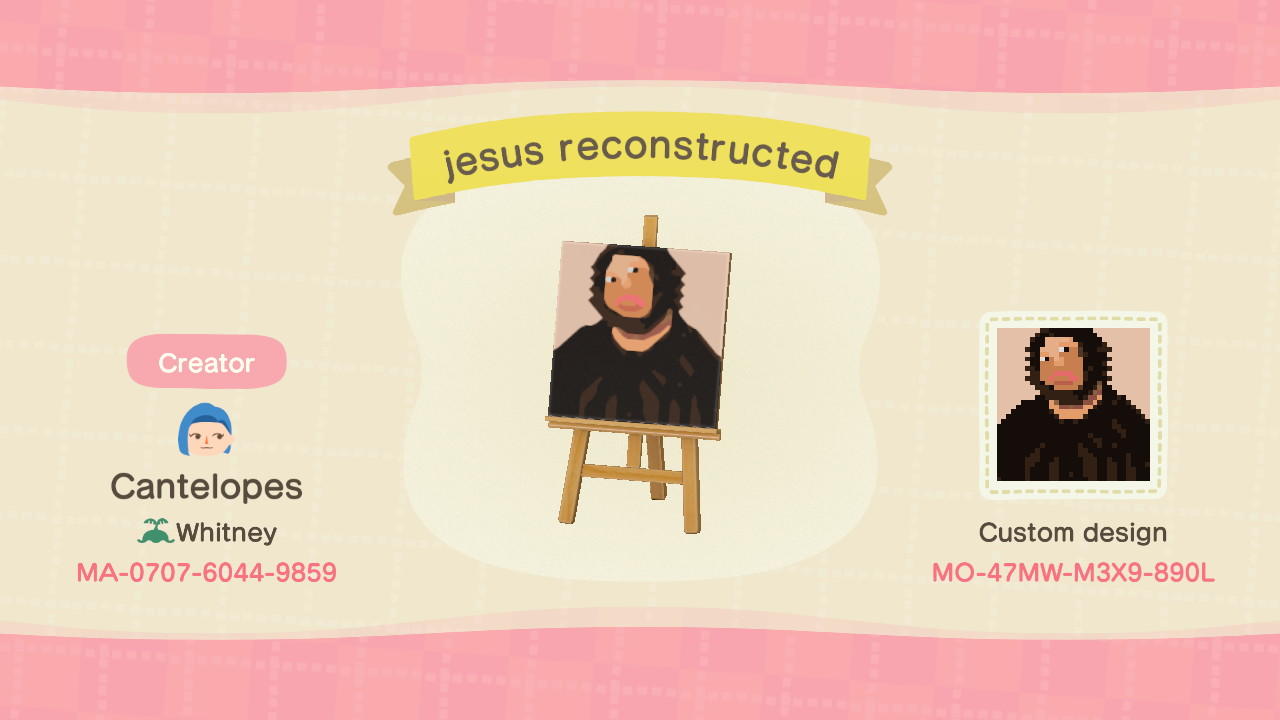 jesus reconstructed
Creator
Cantelopes
Whitney
MA-0707-6044-9859
Custom design
MO-47MW-M3X9-890L